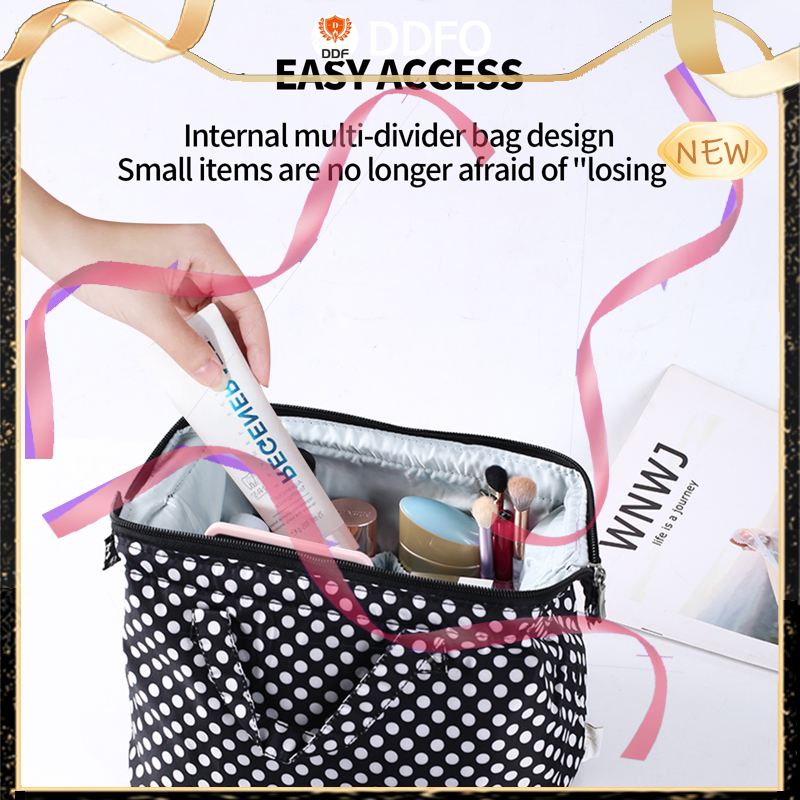 DDFO
DDF
EASY ACCESS
Internal multi-divider bag design
Small items are no longer afraid of "losing
NEW
REGENER
WNWJ
life is a journey